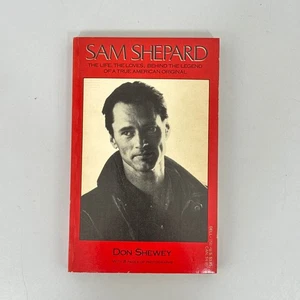 SAM SHEPARD
THE LIFE, THE LOVES, BEHIND THE LEGEND
OF A TRUE AMERICAN ORIGINAL
DON SHEWEY